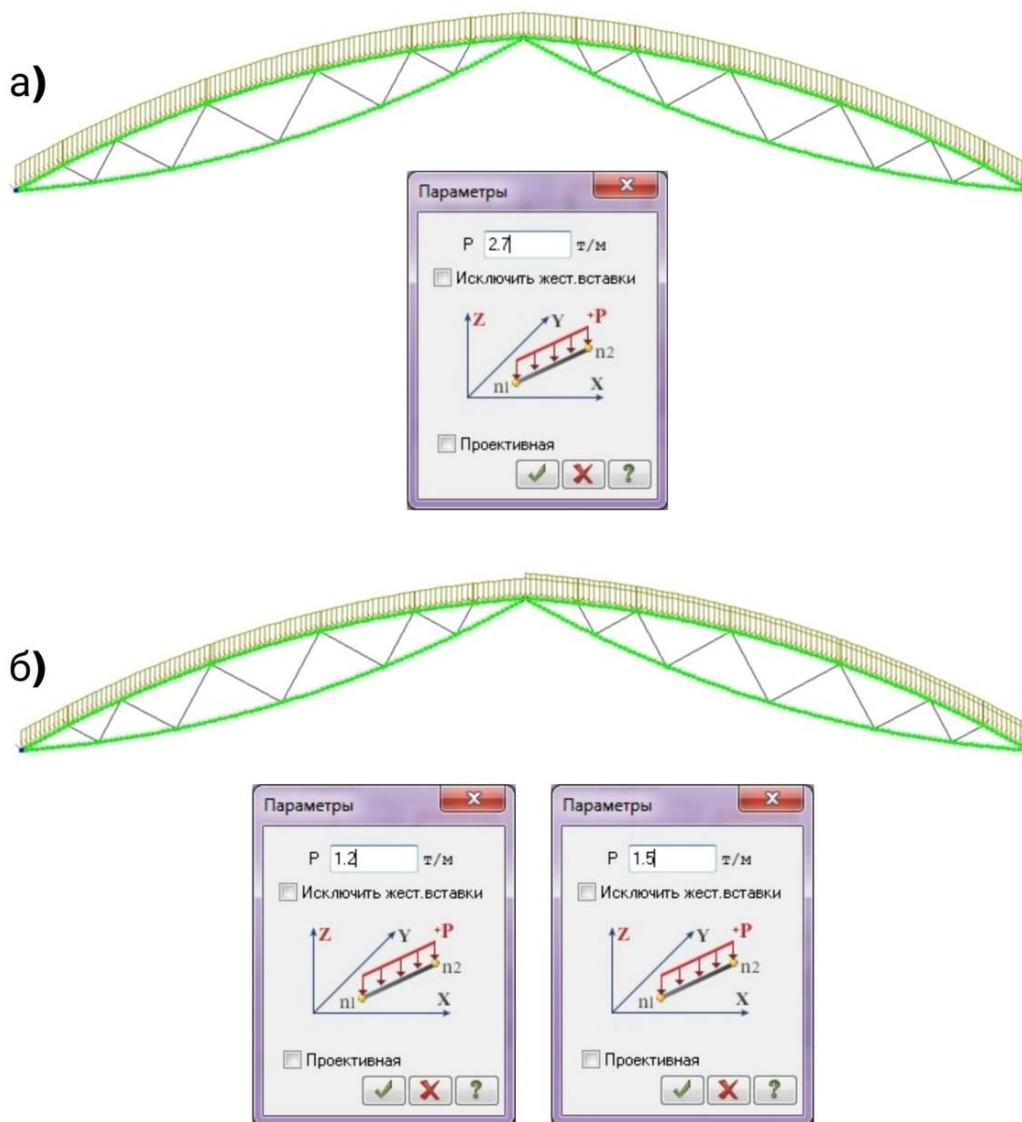 а)
Параметры
P 2.7 т/м
Исключить жест.вставки
Z
Y
+P
n2
n1
X
Проективная
?
б)
Параметры
P 1.2 т/м
Исключить жест.вставки
Z
Y
+P
n2
n1
X
Проективная
?
Параметры
P 1.5 т/м
Исключить жест.вставки
Z
Y
+P
n2
n1
X
Проективная
?